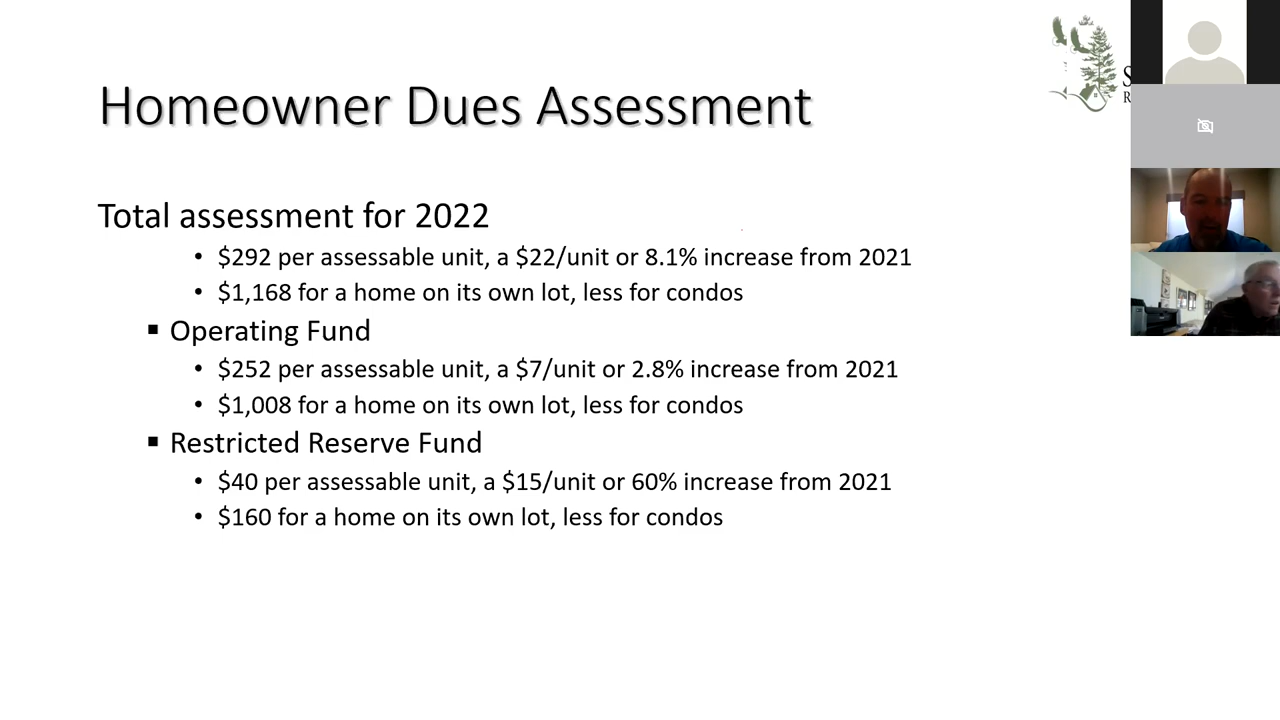 Homeowner Dues Assessment
Total assessment for 2022
• $292 per assessable unit, a $22/unit or 8.1% increase from 2021
• $1,168 for a home on its own lot, less for condos
▪ Operating Fund
• $252 per assessable unit, a $7/unit or 2.8% increase from 2021
• $1,008 for a home on its own lot, less for condos
▪ Restricted Reserve Fund
• $40 per assessable unit, a $15/unit or 60% increase from 2021
• $160 for a home on its own lot, less for condos